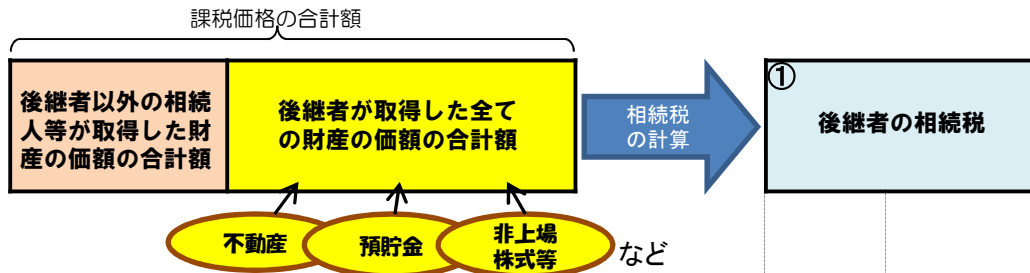 課税価格の合計額
後継者以外の相続
人等が取得した財
産の価額の合計額
後継者が取得した全て
の財産の価額の合計額
相続税
の計算
①
後継者の相続税
不動産
預貯金
非上場
株式等
など